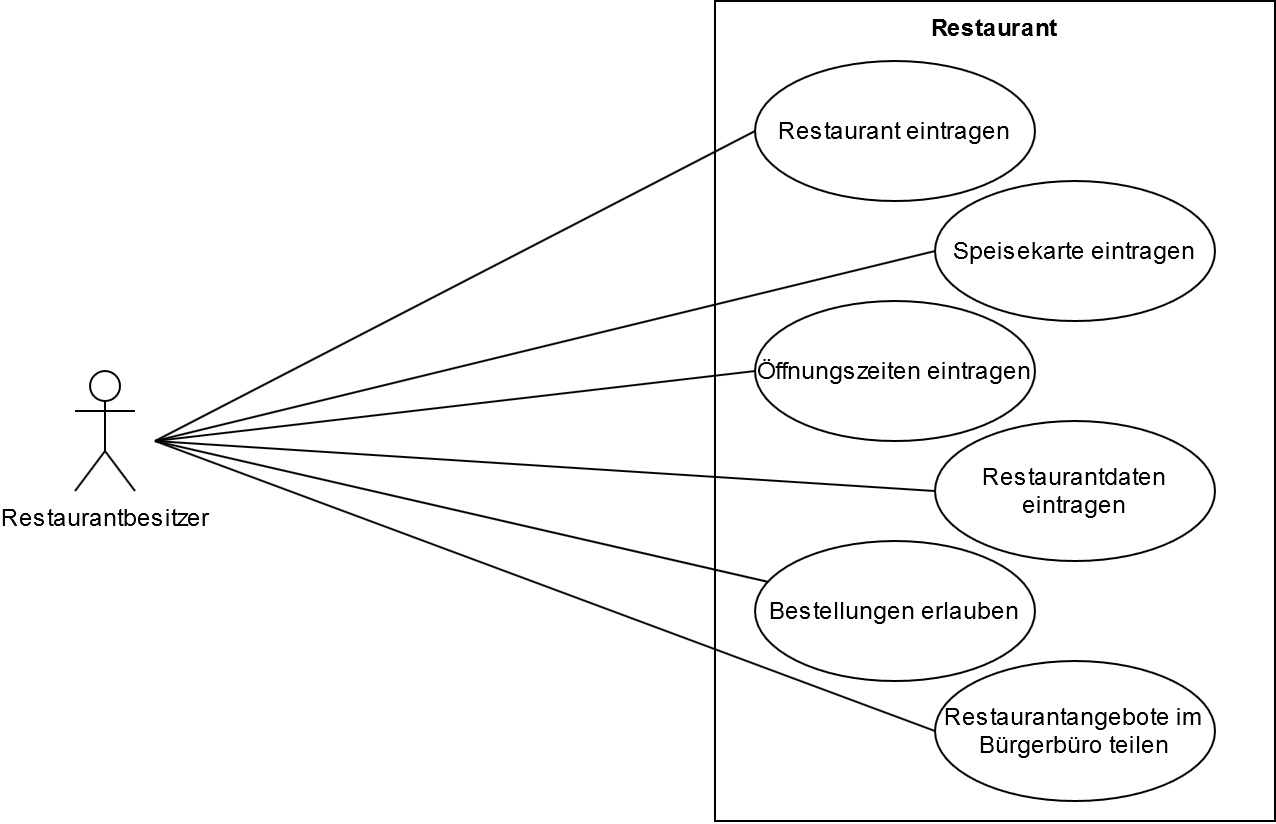 Restaurant
Restaurant eintragen
Speisekarte eintragen
Öffnungszeiten eintragen
Restaurantdaten
eintragen
Restaurantbesitzer
Bestellungen erlauben
Restaurantangebote im
Bürgerbüro teilen